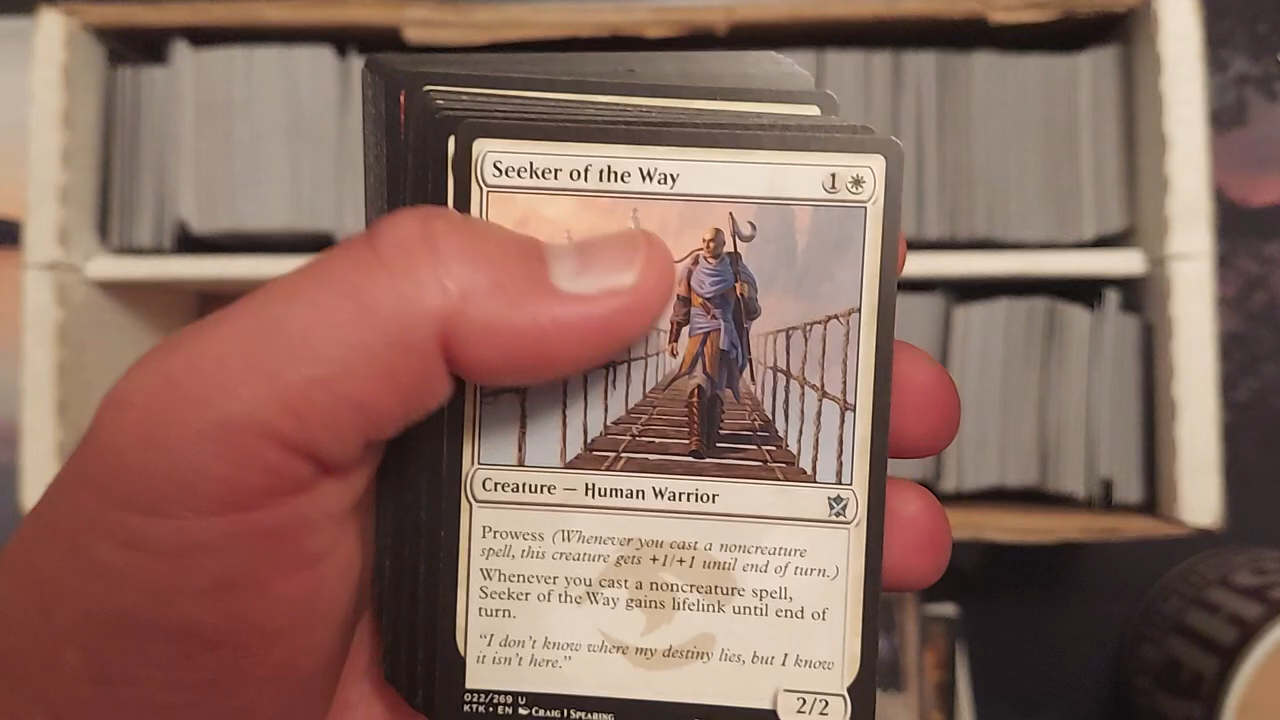 Seeker of the Way 1
Creature — Human Warrior
Prowess (Whenever you cast a noncreature
spell, this creature gets +1/+1 until end of turn.)
Whenever you cast a noncreature spell,
Seeker of the Way gains lifelink until end of
turn.
"I don't know where my destiny lies, but I know
it isn't here."
022/269 U
KTK • EN CRAIG J SPEARING
2/2